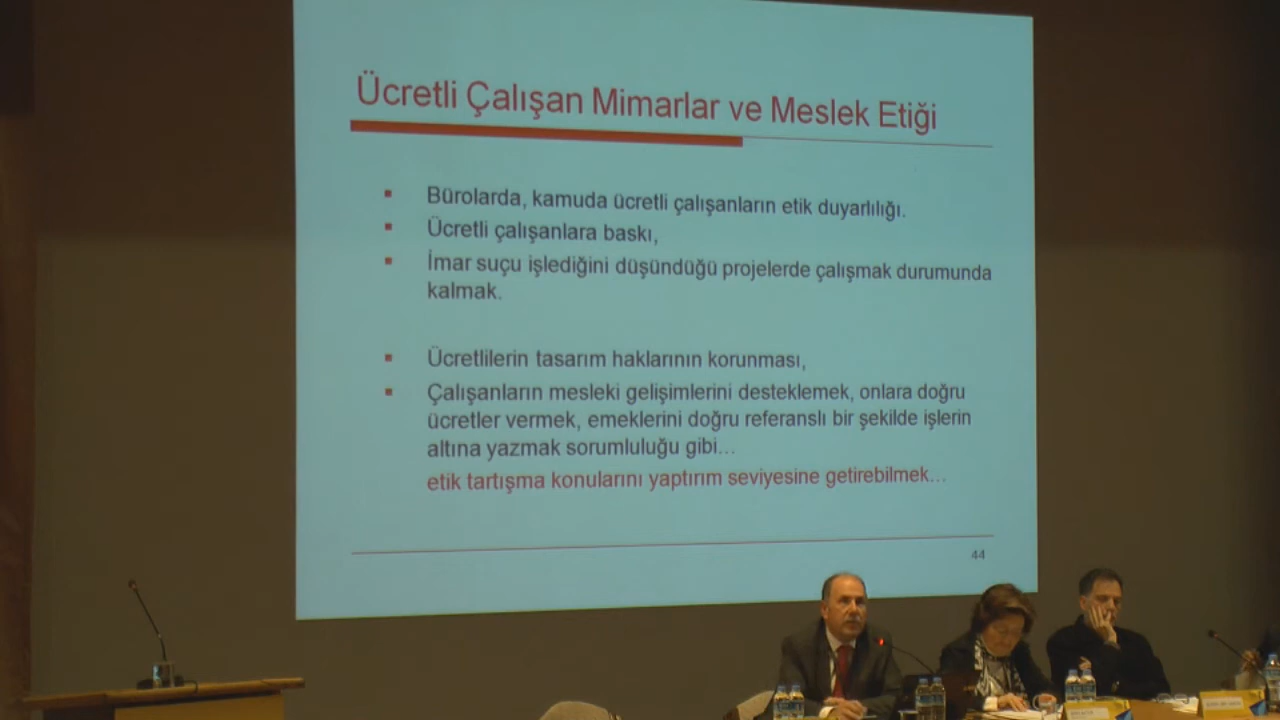 Ücretli Çalışan Mimarlar ve Meslek Etiği
Bürolarda, kamuda ücretli çalışanların etik duyarlılığı.
Ücretli çalışanlara baskı,
İmar suçu işlediğini düşündüğü projelerde çalışmak durumunda
kalmak.
Ücretlilerin tasarım haklarının korunması,
Çalışanların mesleki gelişimlerini desteklemek, onlara doğru
ücretler vermek, emeklerini doğru referanslı bir şekilde işlerin
altına yazmak sorumluluğu gibi...
etik tartışma konularını yaptırım seviyesine getirebilmek...
44